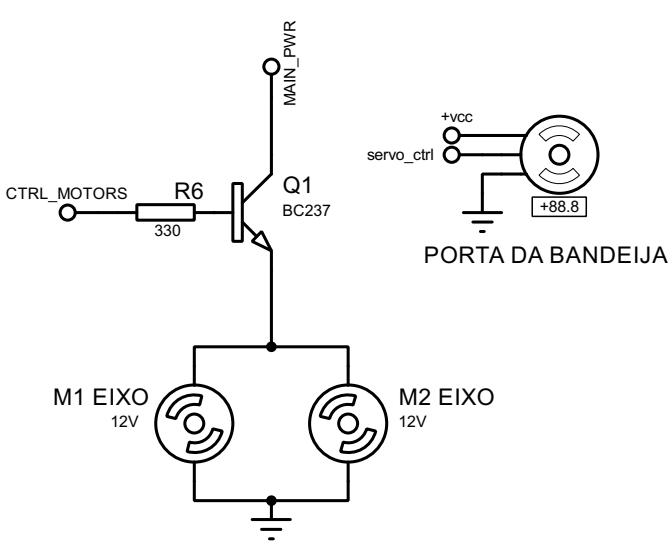 MAIN_PWR
CTRL_MOTORS
R6
330
Q1
BC237
+vcc
servo_ctrl
+88.8
PORTA DA BANDEIJA
M1 EIXO
12V
M2 EIXO
12V